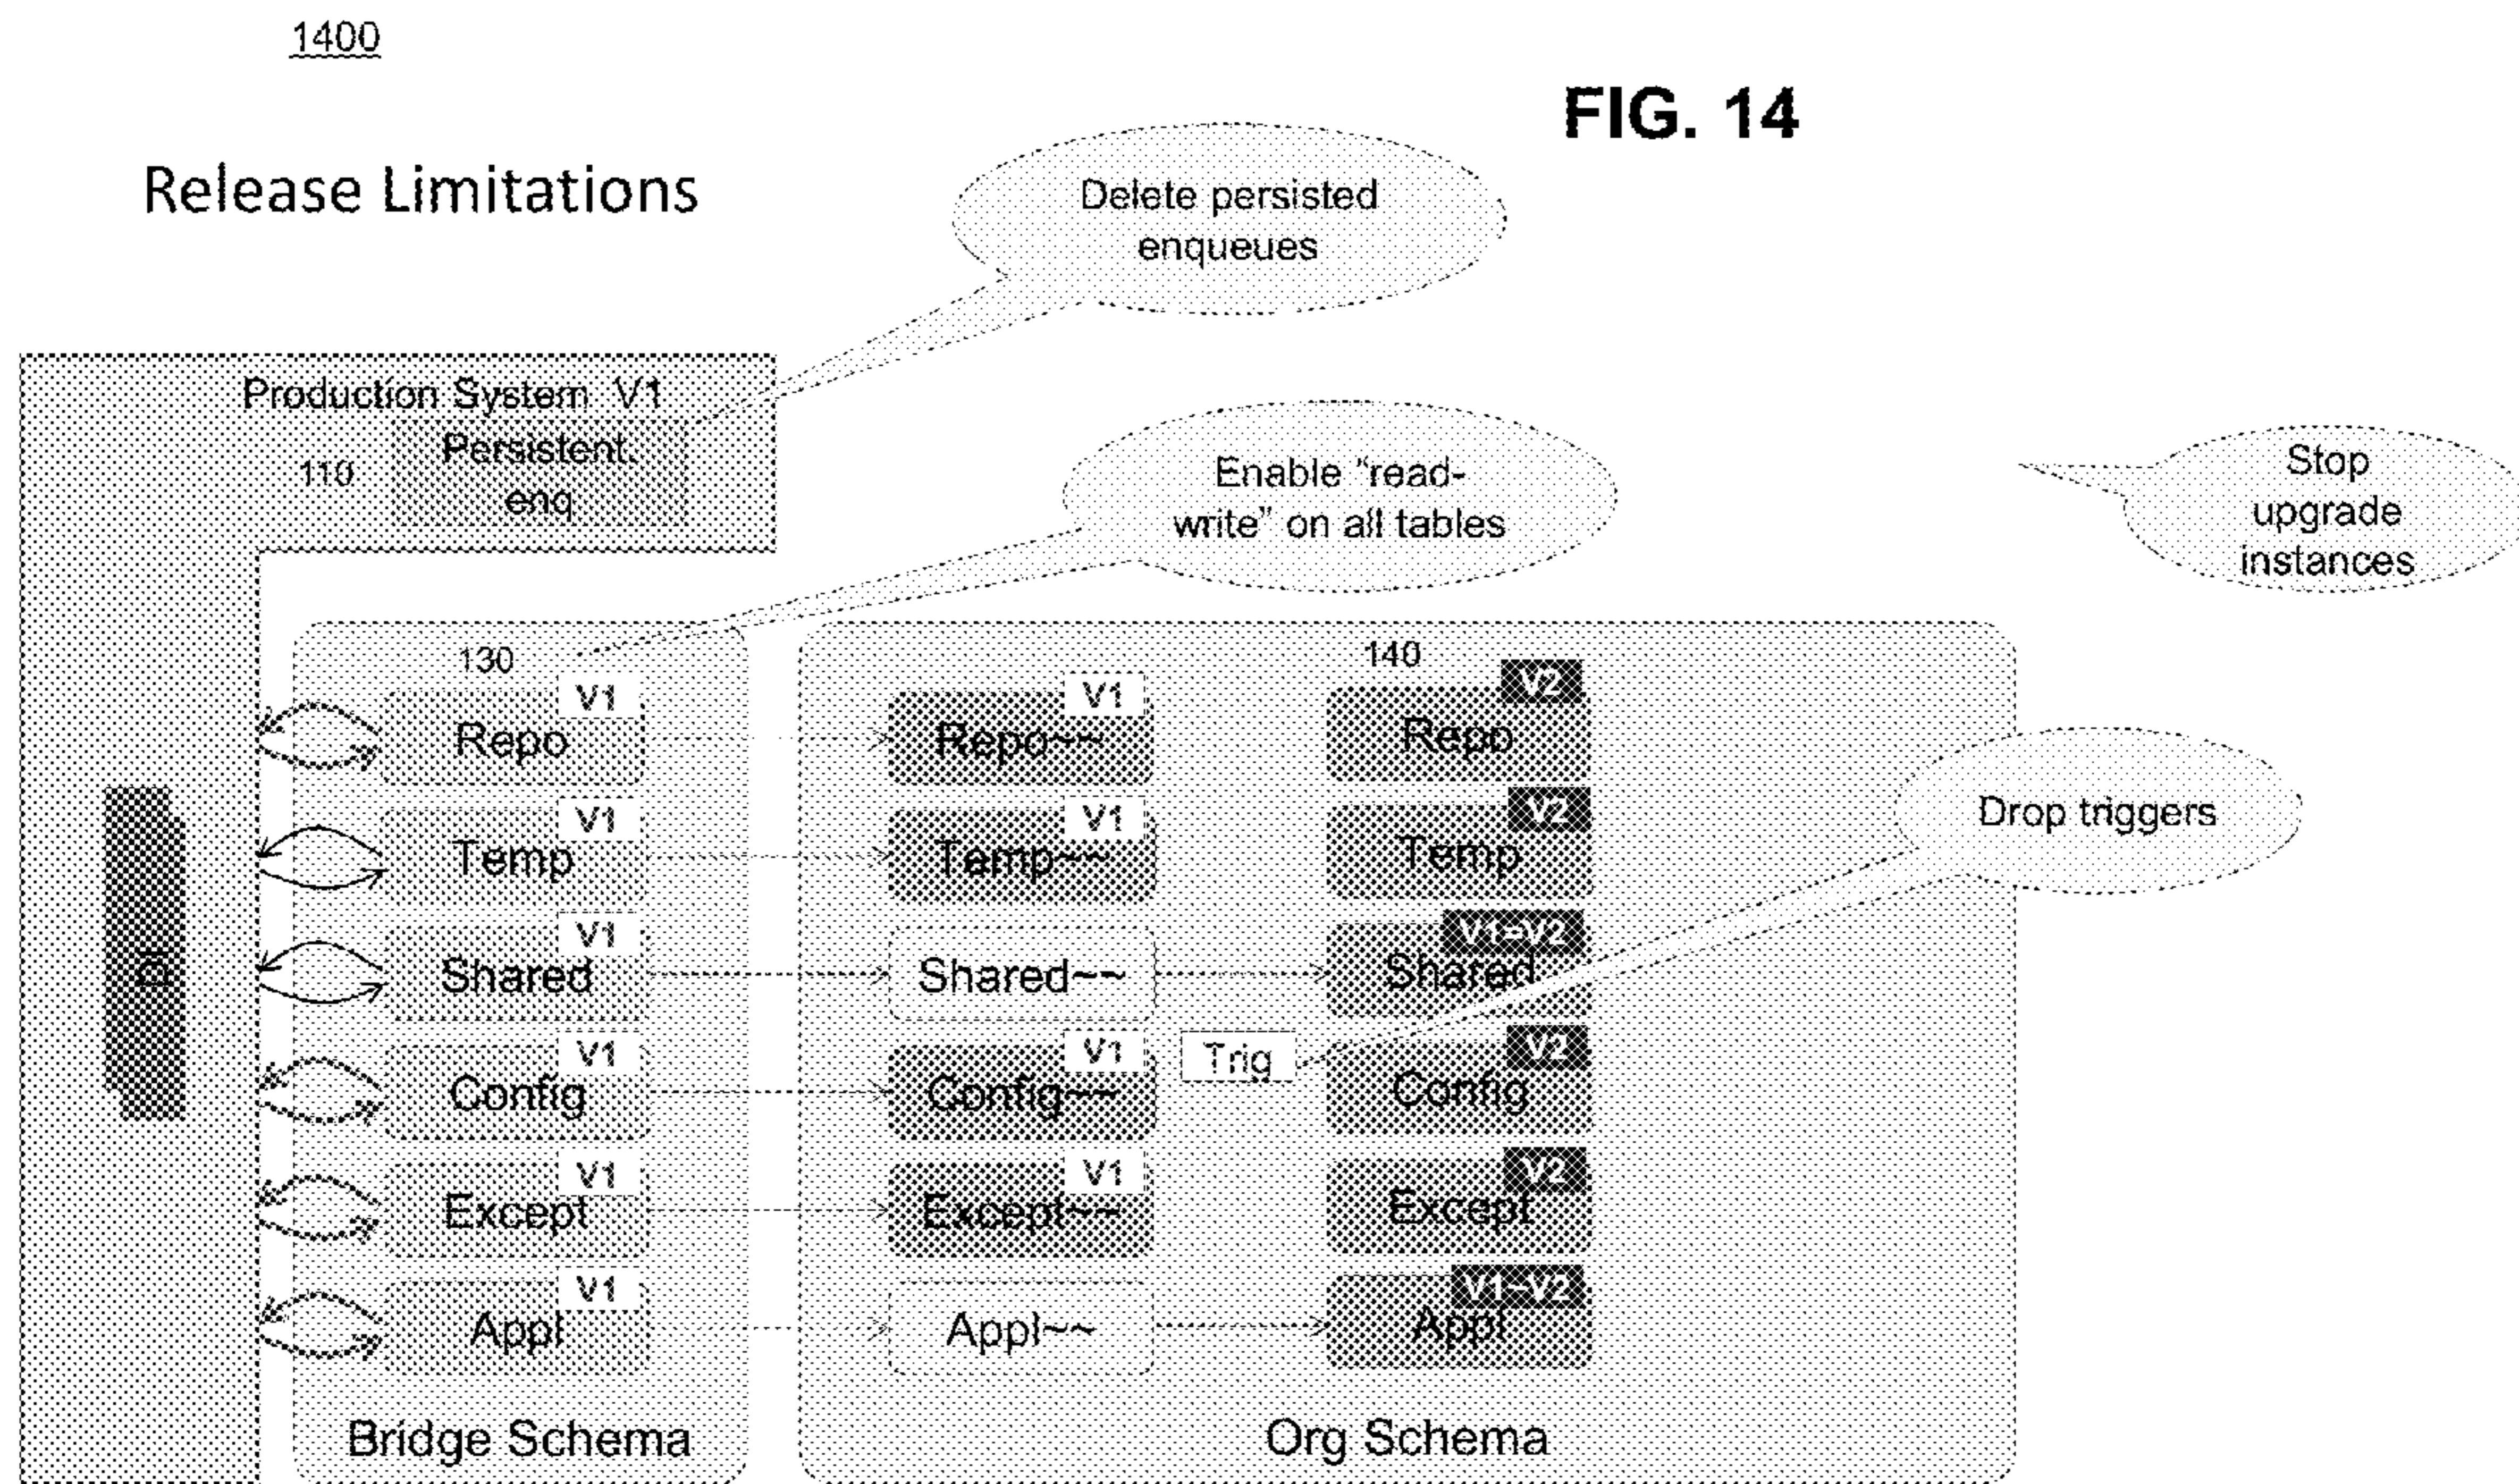 1400
FIG. 14
Release Limitations
Delete persisted
enqueues
Production System V1
110
Persistent.
enq
Enable "read-
write" on all tables
Stop
upgrade
instances
130
140
V1
Repo
V1
Repo~~
V2
Repo
V1
Temp
V1
Temp~~
V2
Temp
Drop triggers
V1
Shared
Shared~~
V1=V2
Shared
V1
Config
V1
Config~~
Trig
V2
Config
V1
Except
V1
Except~~
V2
Except
V1
Appl
Appl~~
V1~V2
Appl
Bridge Schema
Org Schema